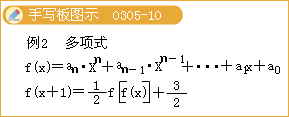 手写板图示 0305-10
例2 多项式
f(x)=aₙ·xⁿ+aₙ₋₁·xⁿ⁻¹+···+a₁x+a₀
f(x+1)=1/2 f[f(x)]+3/2